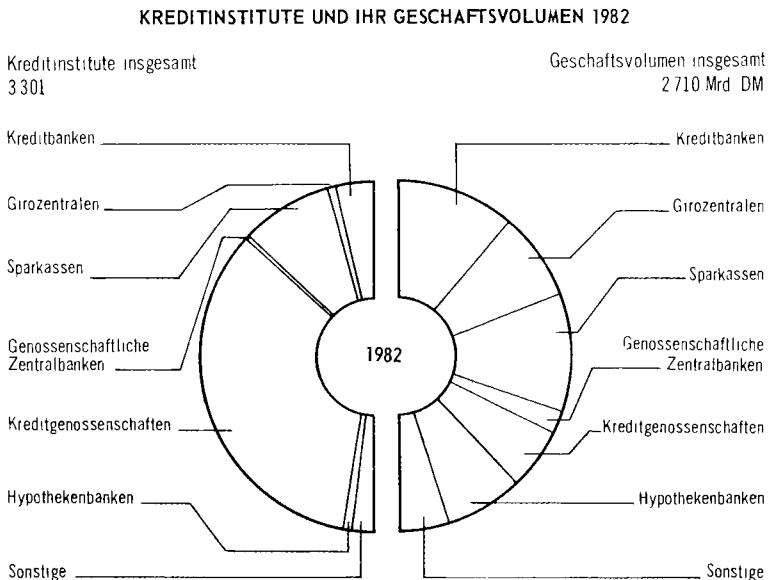 KREDITINSTITUTE UND IHR GESCHAFTSVOLUMEN 1982
Kreditinstitute insgesamt
3 301
Geschaftsvolumen insgesamt
2 710 Mrd DM
Kreditbanken
Girozentralen
Sparkassen
Genossenschaftliche
Zentralbanken
Kreditgenossenschaften
Hypothekenbanken
Sonstige
1982
Kreditbanken
Girozentralen
Sparkassen
Genossenschaftliche
Zentralbanken
Kreditgenossenschaften
Hypothekenbanken
Sonstige